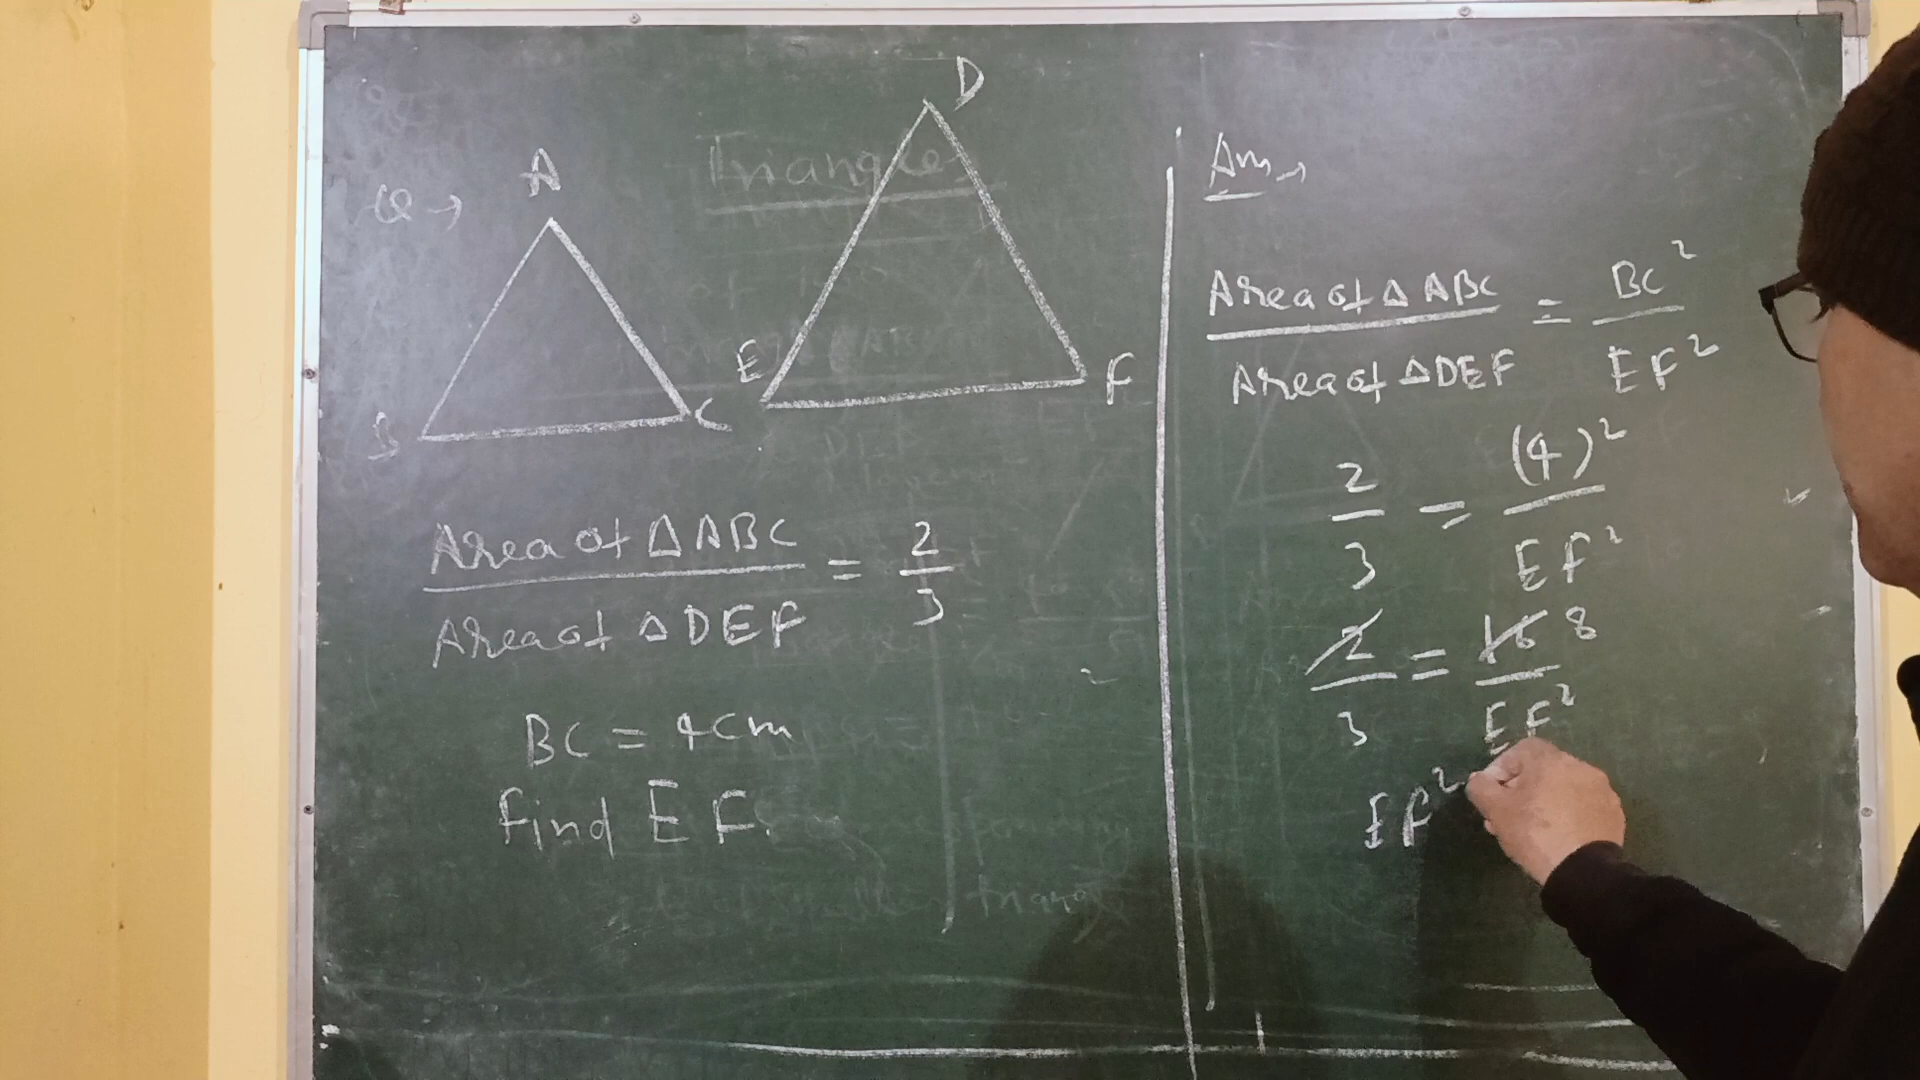 Triangle
Q →
A
B
C
D
E
F
Area of △ ABC
Area of △ DEF
= 2
3
BC = 4cm
Find EF.
Ans →
Area of △ ABC = BC²
Area of △DEF EF²
2 = (4)²
3 EF²
2 = 16 8
3 EF²
EF²